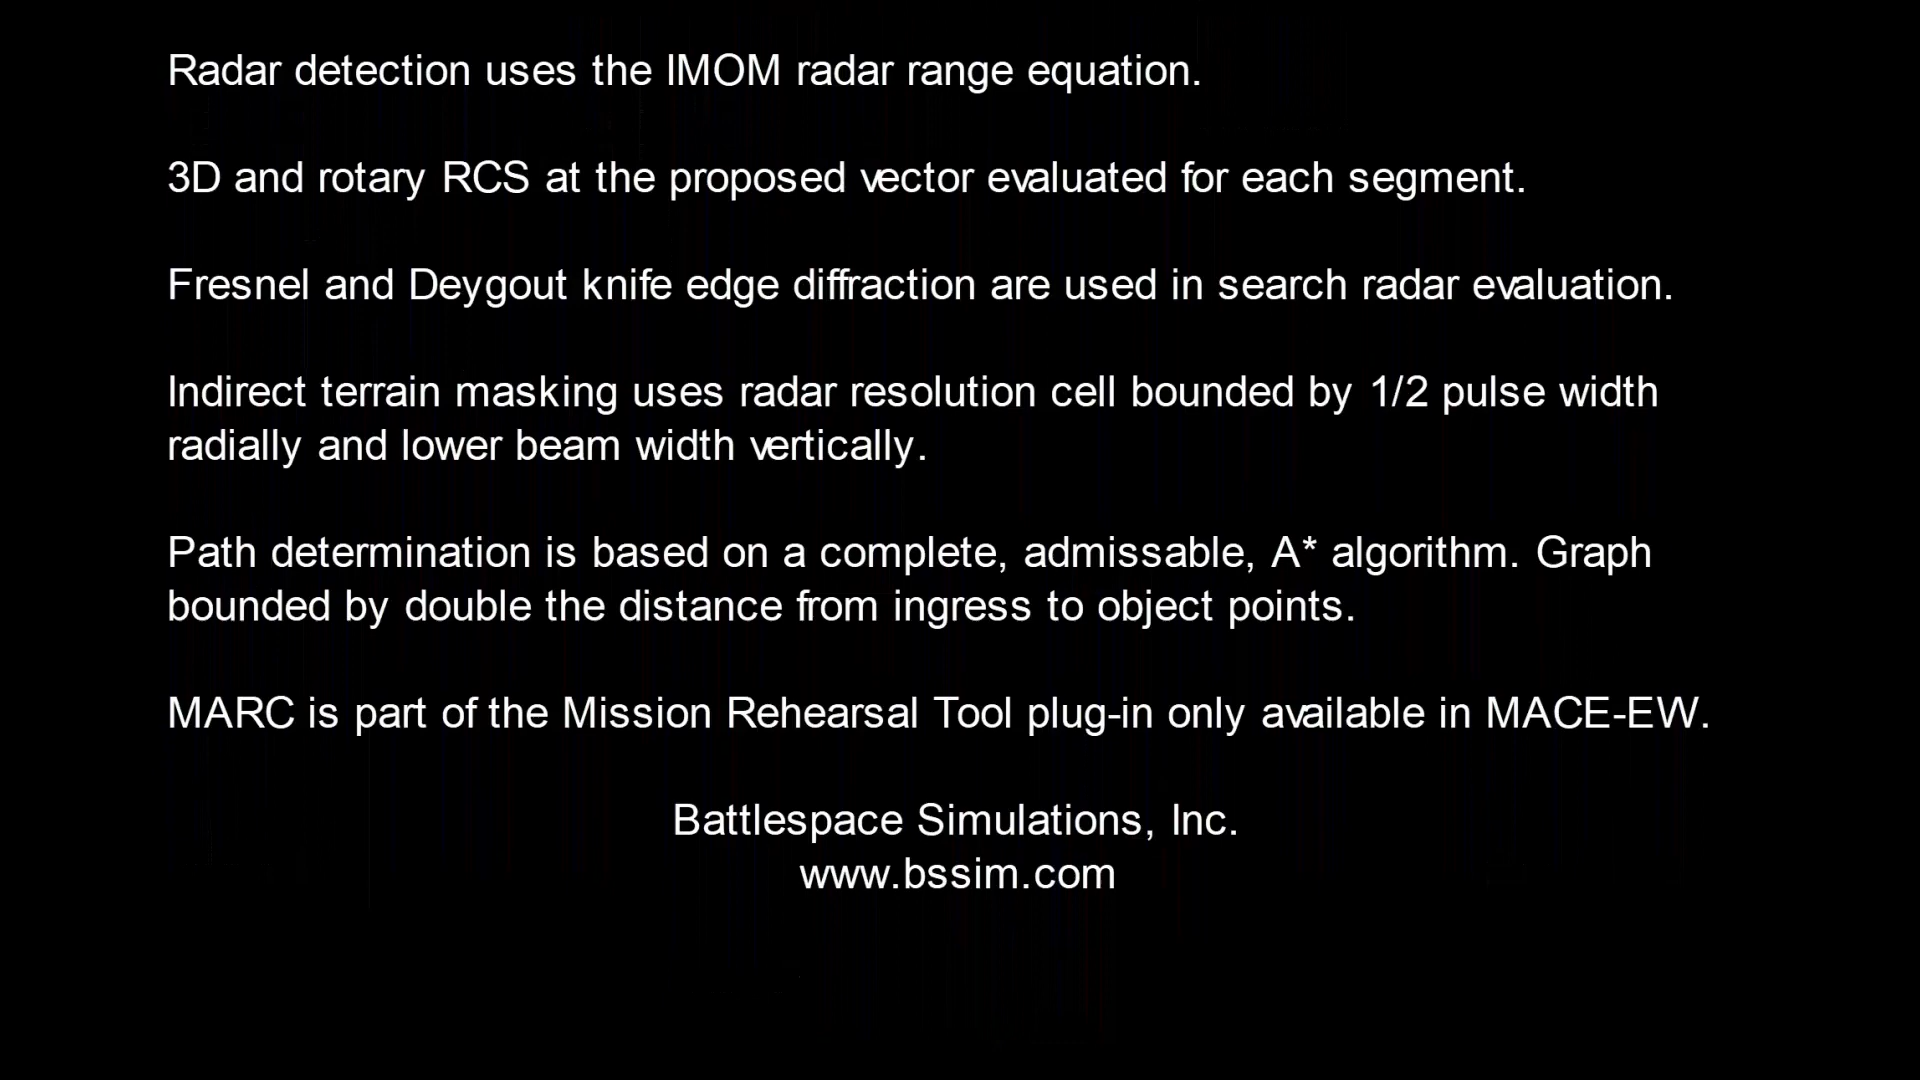 Radar detection uses the IMOM radar range equation.
3D and rotary RCS at the proposed vector evaluated for each segment.
Fresnel and Deygout knife edge diffraction are used in search radar evaluation.
Indirect terrain masking uses radar resolution cell bounded by 1/2 pulse width
radially and lower beam width vertically.
Path determination is based on a complete, admissable, A* algorithm. Graph
bounded by double the distance from ingress to object points.
MARC is part of the Mission Rehearsal Tool plug-in only available in MACE-EW.
Battlespace Simulations, Inc.
www.bssim.com